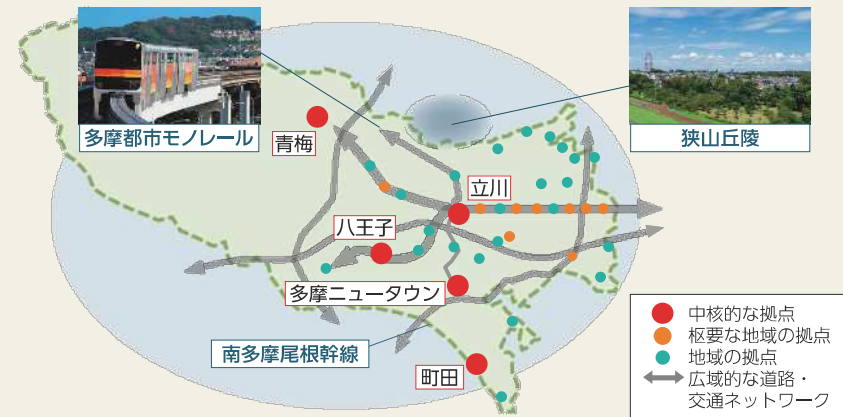 多摩都市モノレール
狭山丘陵
青梅
立川
八王子
多摩ニュータウン
南多摩尾根幹線
町田
中核的な拠点
枢要な地域の拠点
地域の拠点
広域的な道路・
交通ネットワーク